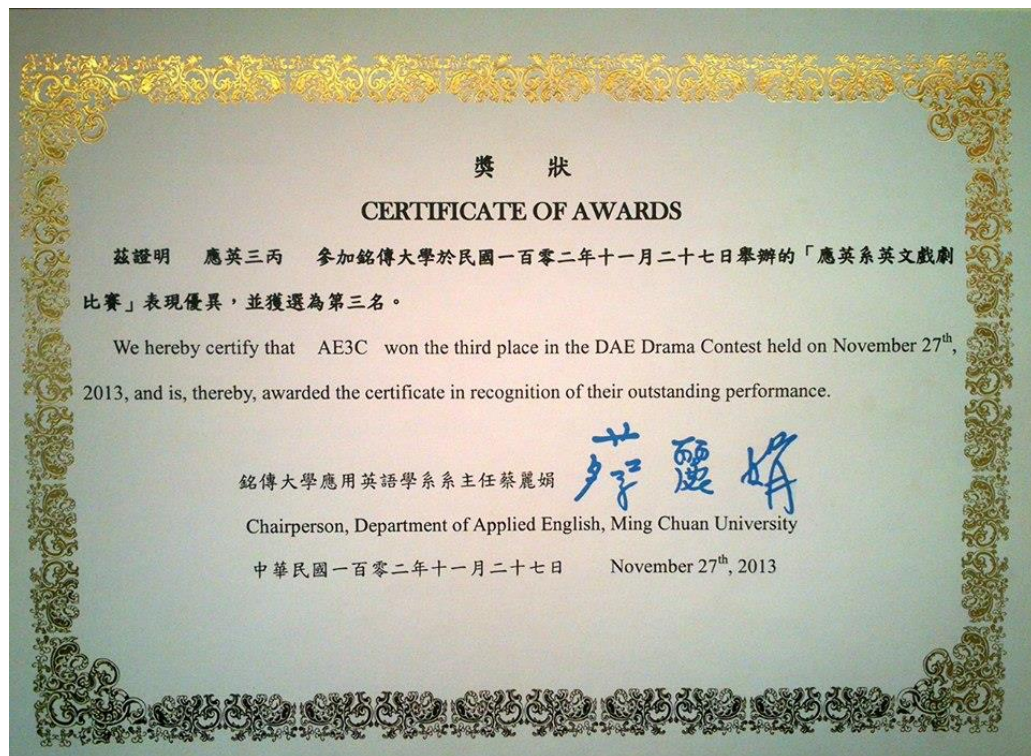 獎 狀
CERTIFICATE OF AWARDS
茲證明 應英三丙 參加銘傳大學於民國一百零二年十一月二十七日舉辦的「應英系英文戲劇
比賽」表現優異，並獲選為第三名。
We hereby certify that AE3C won the third place in the DAE Drama Contest held on November 27th,
2013, and is, thereby, awarded the certificate in recognition of their outstanding performance.
銘傳大學應用英語學系系主任蔡麗娟 蔡麗娟
Chairperson, Department of Applied English, Ming Chuan University
中華民國一百零二年十一月二十七日 November 27th, 2013